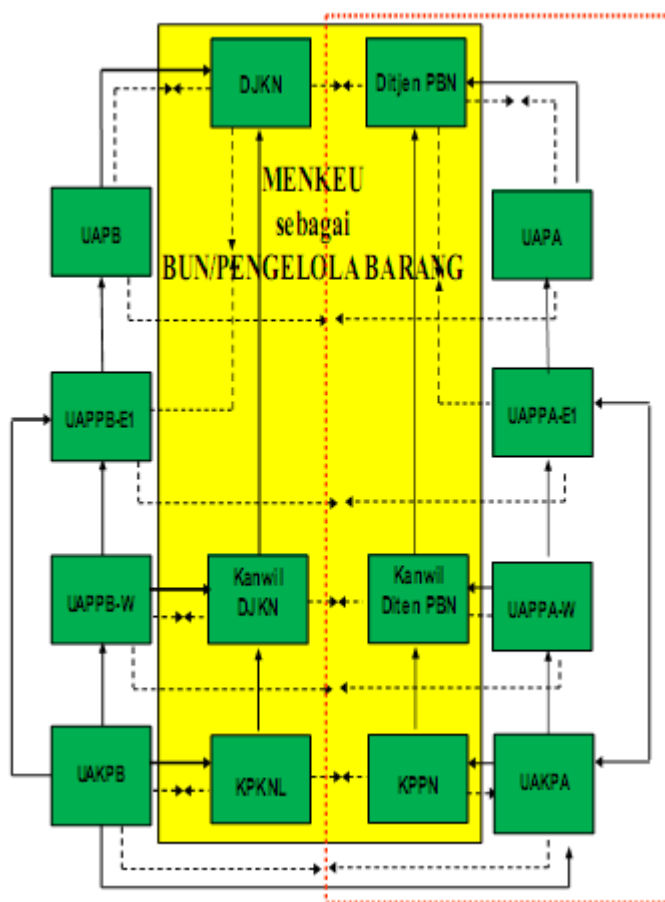 DJKN
Ditjen PBN
MENKEU
sebagai
BUN/PENGELOLA BARANG
UAPB
UAPA
UAPPB-E1
UAPPA-E1
UAPPB-W
Kanwil
DJKN
Kanwil
Diten PBN
UAPPA-W
UAKPB
KPKNL
KPPN
UAKPA